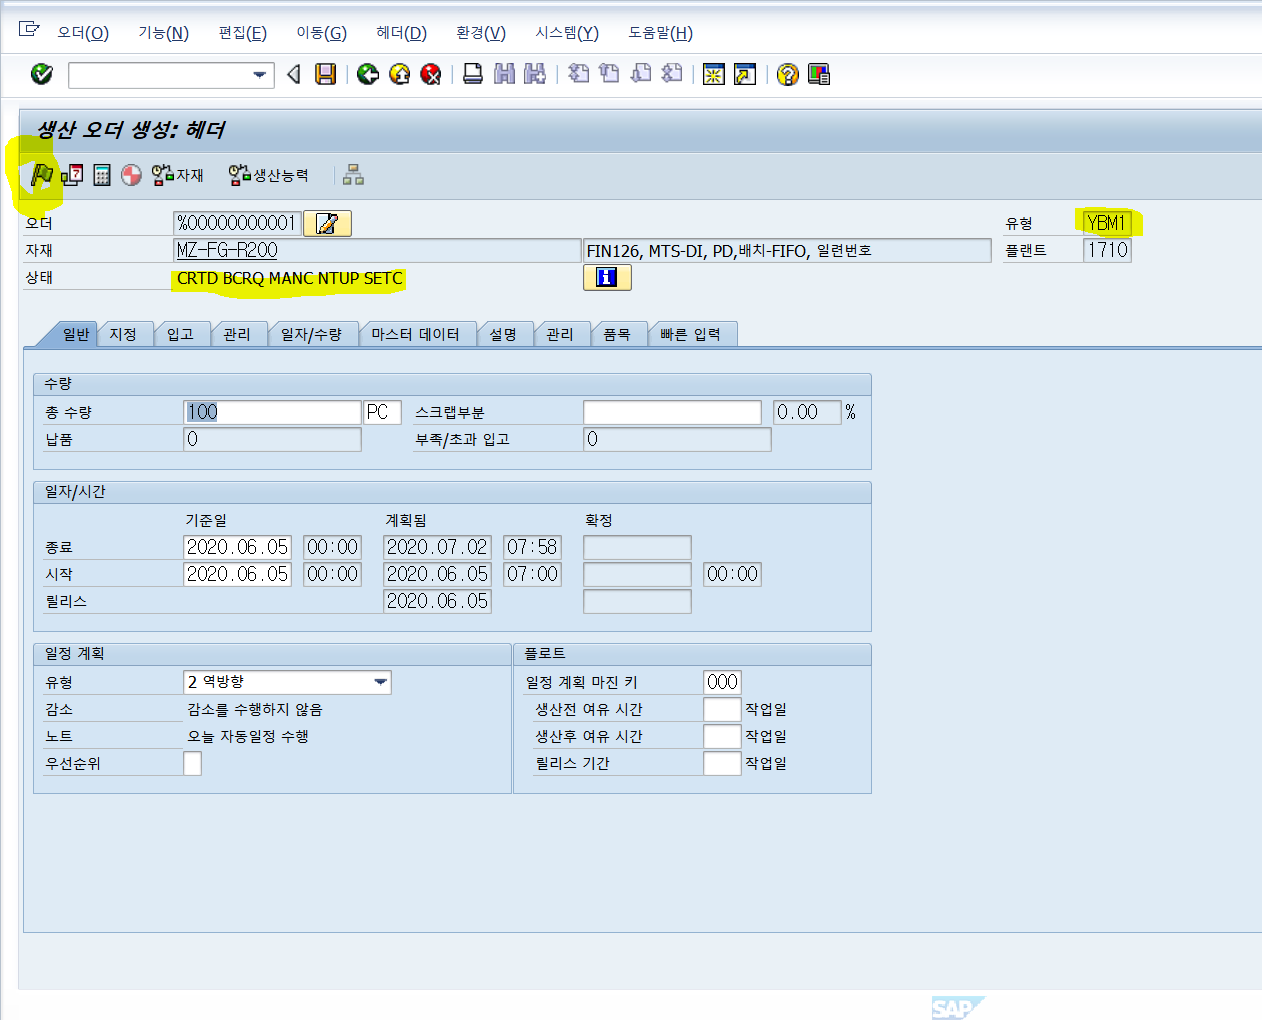 오더(O) 기능(N) 편집(E) 이동(G) 헤더(D) 환경(V) 시스템(Y) 도움말(H)
생산 오더 생성: 헤더
자재 생산능력
오더 %00000000001 유형 YBM1
자재 MZ-FG-R200 FIN126, MTS-DI, PD,배치-FIFO, 일련번호 플랜트 1710
상태 CRTD BCRQ MANC NTUP SETC
일반 지정 입고 관리 일자/수량 마스터 데이터 설명 관리 품목 빠른 입력
수량
총 수량 100 PC 스크랩부분 0.00 %
납품 0 부족/초과 입고 0
일자/시간
기준일 계획됨 확정
종료 2020.06.05 00:00 2020.07.02 07:58
시작 2020.06.05 00:00 2020.06.05 07:00 00:00
릴리스 2020.06.05
일정 계획 플로트
유형 2 역방향 일정 계획 마진 키 000
감소 감소를 수행하지 않음 생산전 여유 시간 작업일
노트 오늘 자동일정 수행 생산후 여유 시간 작업일
우선순위 릴리스 기간 작업일
SAP